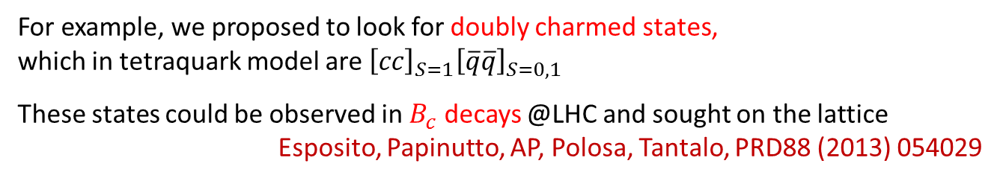 For example, we proposed to look for doubly charmed states,
which in tetraquark model are [cc]_{S=1}[q̄q̄]_{S=0,1}
These states could be observed in B_c decays @LHC and sought on the lattice
Esposito, Papinutto, AP, Polosa, Tantalo, PRD88 (2013) 054029